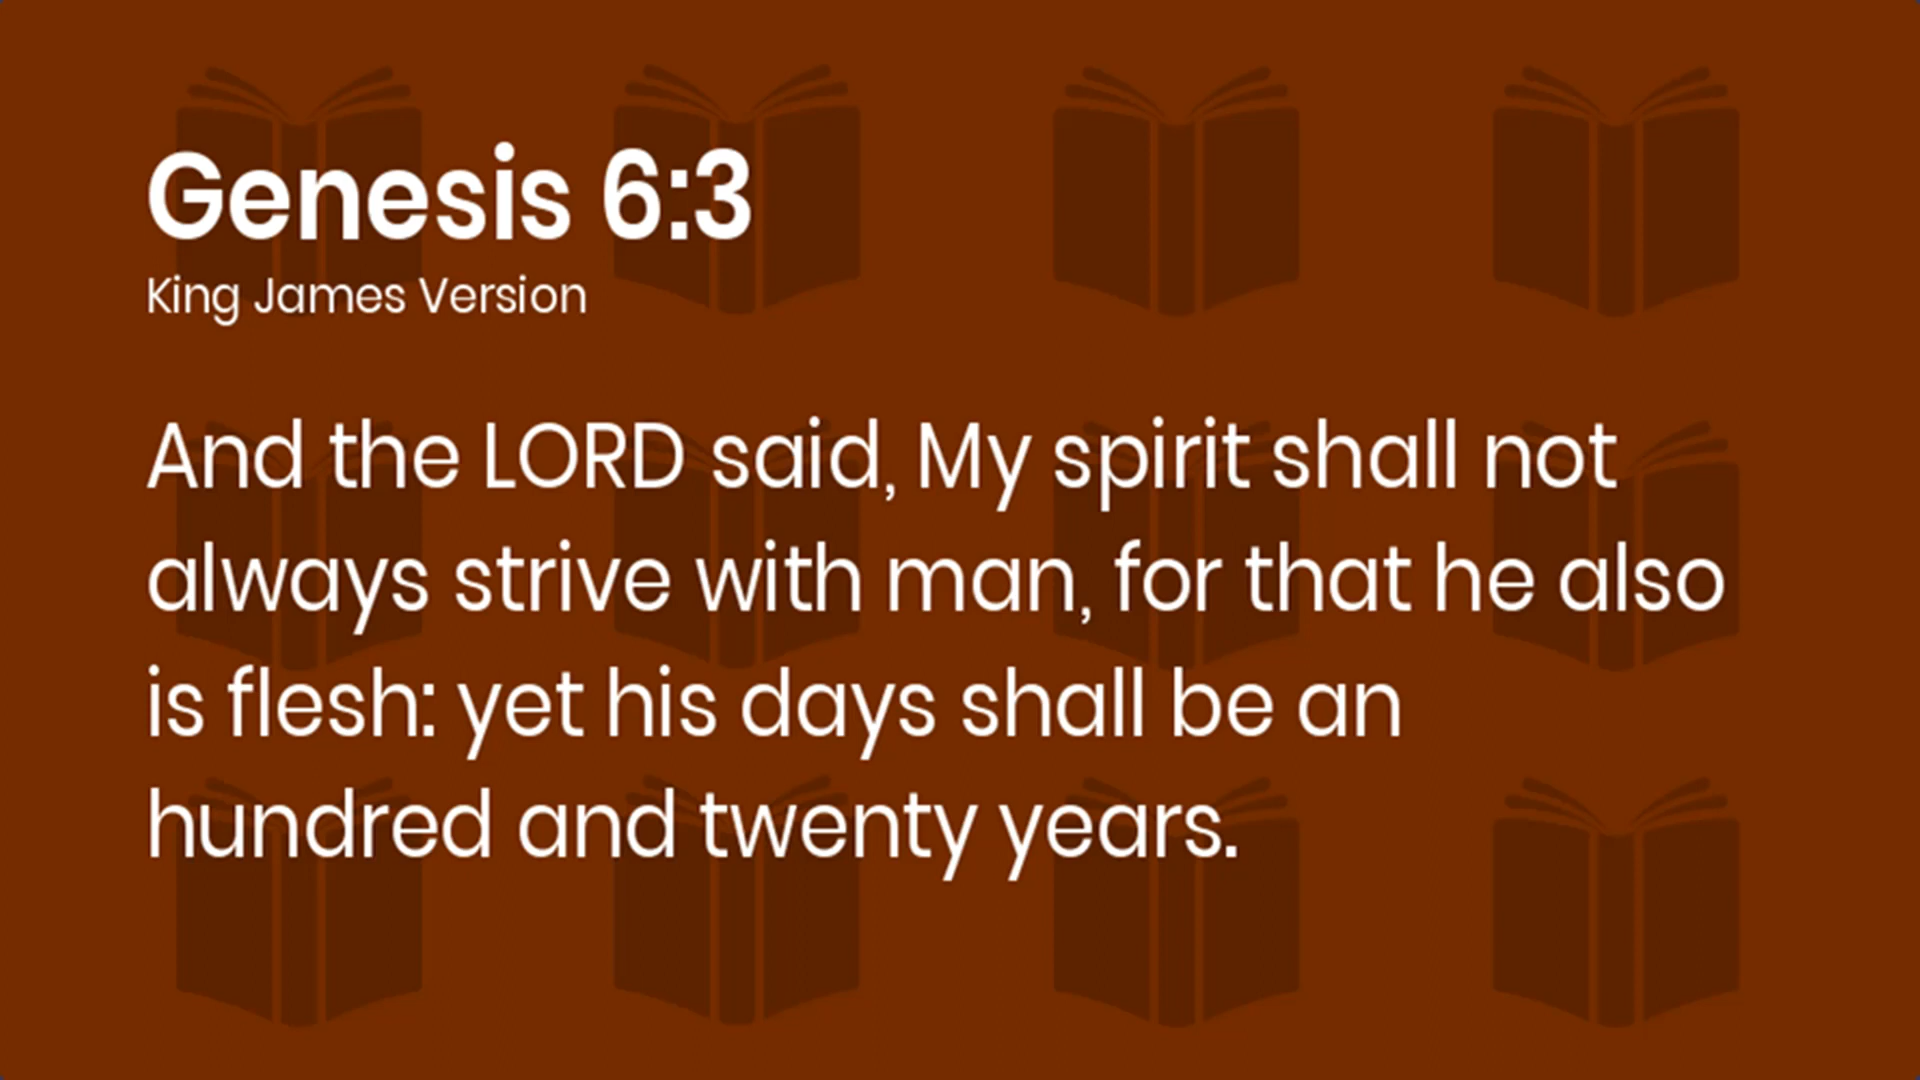 Genesis 6:3
King James Version
And the LORD said, My spirit shall not
always strive with man, for that he also
is flesh: yet his days shall be an
hundred and twenty years.